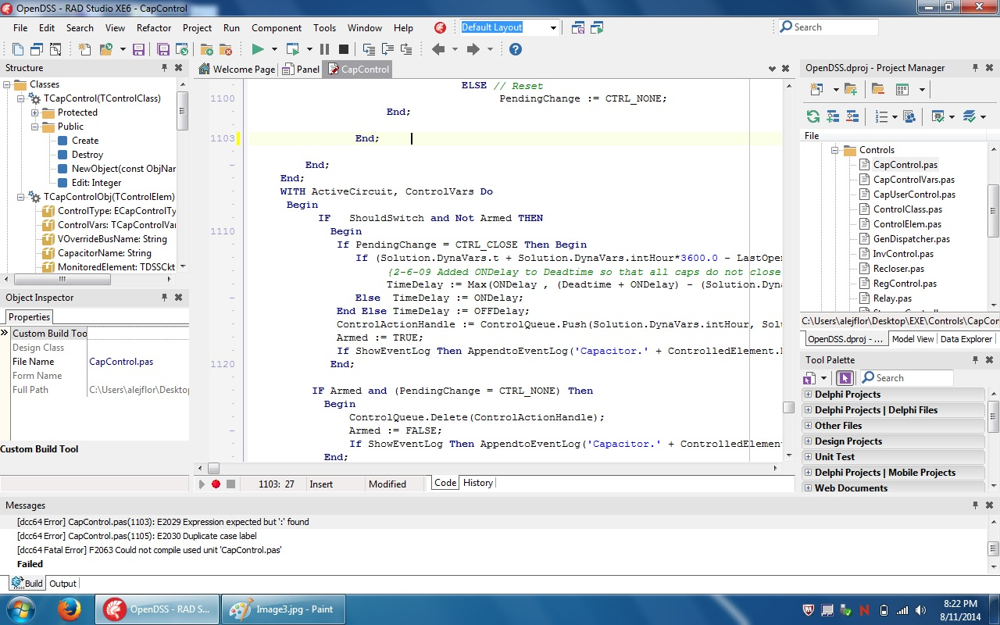 OpenDSS - RAD Studio XE6 - CapControl
File Edit Search View Refactor Project Run Component Tools Window Help
Default Layout
Search
Structure
Classes
TCapControl(TControlClass)
Protected
Public
Create
Destroy
NewObject(const ObjNar
Edit: Integer
TCapControlObj(TControlElem)
ControlType: ECapControlTy
ControlVars: TCapControlVar
VOverrideBusName: String
CapacitorName: String
MonitoredElement: TDSSCkt
Object Inspector
Properties
Custom Build Too
Design Class
File Name CapControl.pas
Form Name
Full Path C:\Users\alejflor\Desktop
Custom Build Tool
Welcome Page Panel CapControl
ELSE // Reset
1100 PendingChange := CTRL_NONE;
End;
1103 End;
End;
End;
WITH ActiveCircuit, ControlVars Do
Begin
IF ShouldSwitch and Not Armed THEN
1110 Begin
If PendingChange = CTRL_CLOSE Then Begin
If (Solution.DynaVars.t + Solution.DynaVars.intHour*3600.0 - LastOpen
{2-6-09 Added ONDelay to Deadtime so that all caps do not close
TimeDelay := Max(ONDelay , (Deadtime + ONDelay) - (Solution.Dyna
Else TimeDelay := ONDelay;
End Else TimeDelay := OFFDelay;
ControlActionHandle := ControlQueue.Push(Solution.DynaVars.intHour, Solu
Armed := TRUE;
If ShowEventLog Then AppendtoEventLog('Capacitor.' + ControlledElement.
1120 End;
IF Armed and (PendingChange = CTRL_NONE) Then
Begin
ControlQueue.Delete(ControlActionHandle);
Armed := FALSE;
If ShowEventLog Then AppendtoEventLog('Capacitor.' + ControlledElement
End;
1103: 27 Insert Modified Code History
OpenDSS.dproj - Project Manager
File
Controls
CapControl.pas
CapControlVars.pas
CapUserControl.pas
ControlClass.pas
ControlElem.pas
GenDispatcher.pas
InvControl.pas
Recloser.pas
RegControl.pas
Relay.pas
C:\Users\alejflor\Desktop\EXE\Controls\CapCon
OpenDSS.dproj - ... Model View Data Explorer
Tool Palette
Search
Delphi Projects
Delphi Projects | Delphi Files
Other Files
Design Projects
Unit Test
Delphi Projects | Mobile Projects
Web Documents
Messages
[dcc64 Error] CapControl.pas(1103): E2029 Expression expected but ':' found
[dcc64 Error] CapControl.pas(1105): E2030 Duplicate case label
[dcc64 Fatal Error] F2063 Could not compile used unit 'CapControl.pas'
Failed
Build Output
OpenDSS - RAD S... Image3.jpg - Paint
8:22 PM
8/11/2014